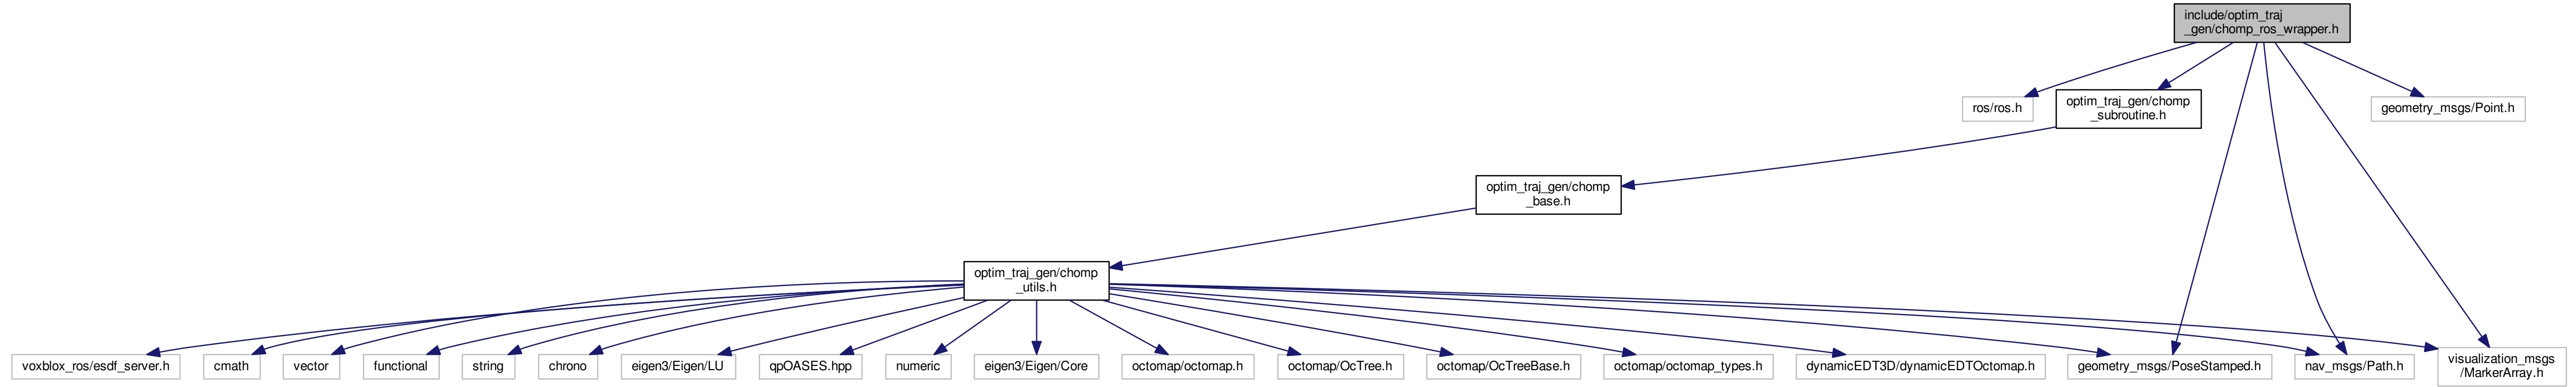 include/optim_traj
_gen/chomp_ros_wrapper.h
ros/ros.h
optim_traj_gen/chomp
_subroutine.h
geometry_msgs/Point.h
optim_traj_gen/chomp
_base.h
optim_traj_gen/chomp
_utils.h
voxblox_ros/esdf_server.h
cmath
vector
functional
string
chrono
eigen3/Eigen/LU
qpOASES.hpp
numeric
eigen3/Eigen/Core
octomap/octomap.h
octomap/OcTree.h
octomap/OcTreeBase.h
octomap/octomap_types.h
dynamicEDT3D/dynamicEDTOctomap.h
geometry_msgs/PoseStamped.h
nav_msgs/Path.h
visualization_msgs
/MarkerArray.h